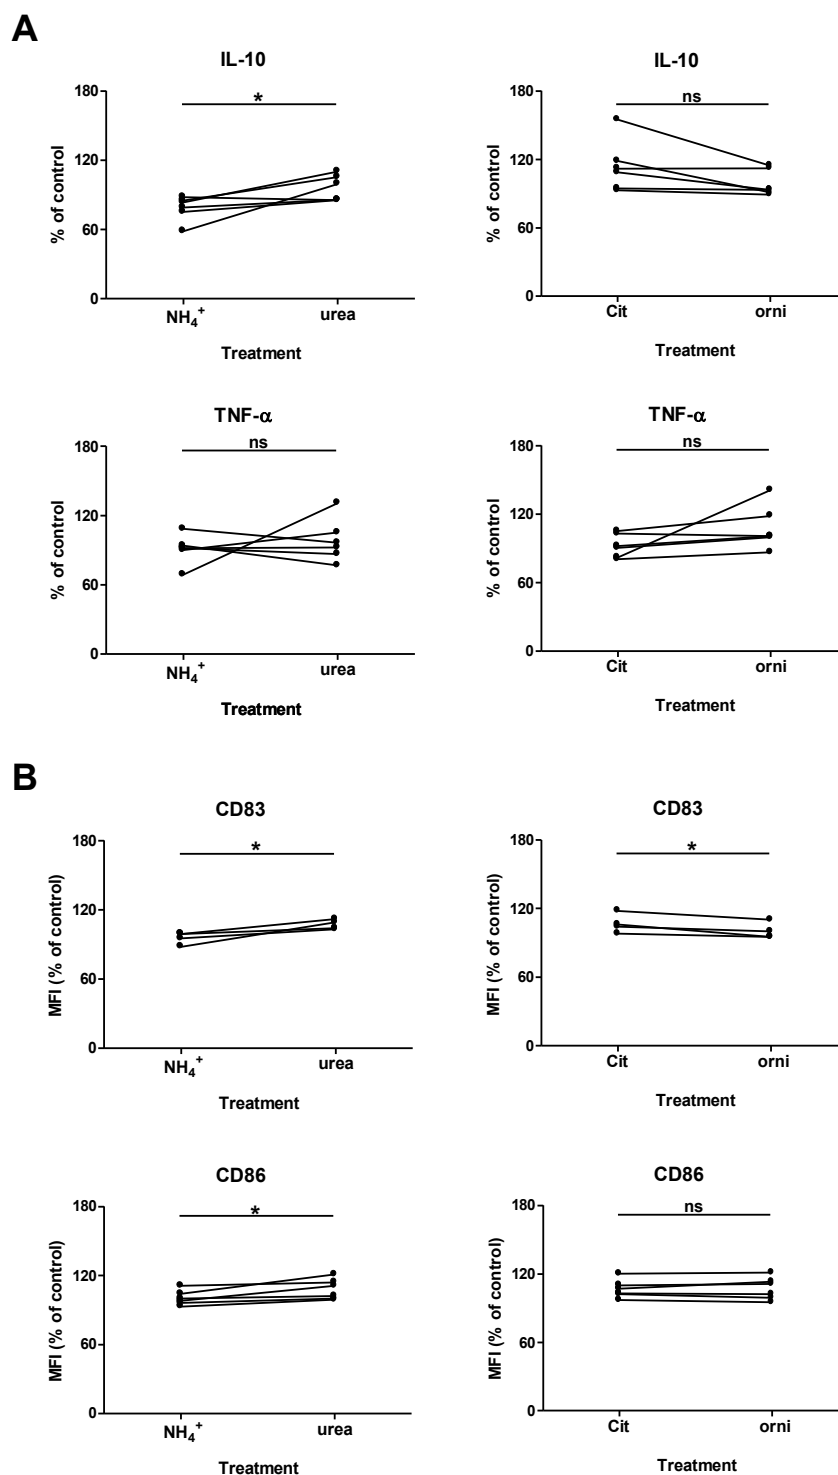 A
IL-10
180
120
60
0
% of control
*
NH₄⁺
urea
Treatment
IL-10
180
120
60
0
% of control
ns
Cit
orni
Treatment
TNF-α
180
120
60
0
% of control
ns
NH₄⁺
urea
Treatment
TNF-α
180
120
60
0
% of control
ns
Cit
orni
Treatment
B
CD83
180
120
60
0
MFI (% of control)
*
NH₄⁺
urea
Treatment
CD83
180
120
60
0
MFI (% of control)
*
Cit
orni
Treatment
CD86
180
120
60
0
MFI (% of control)
*
NH₄⁺
urea
Treatment
CD86
180
120
60
0
MFI (% of control)
ns
Cit
orni
Treatment